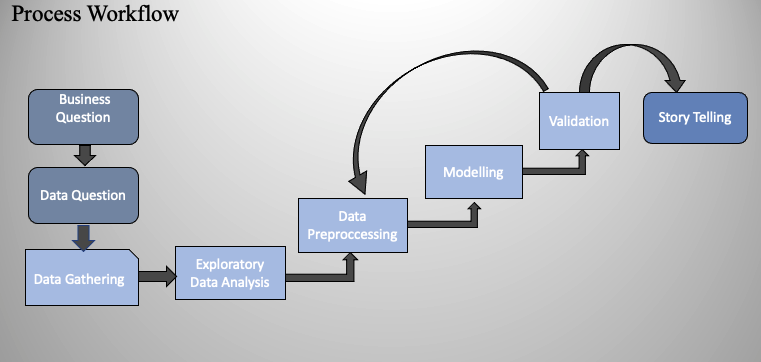 Process Workflow
Business
Question
Data Question
Data Gathering
Exploratory
Data Analysis
Data
Preproccessing
Modelling
Validation
Story Telling